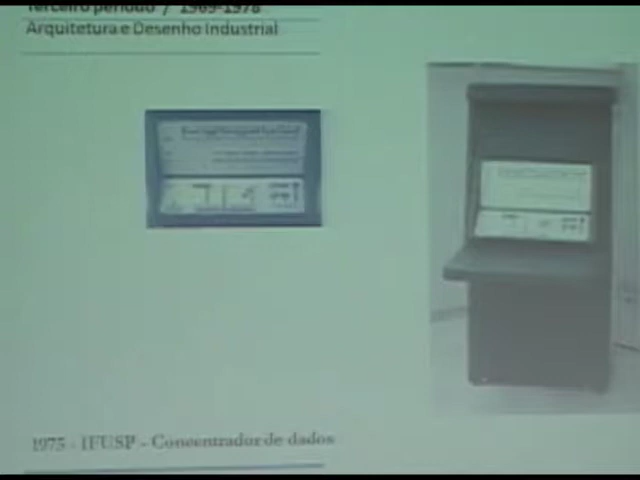 Terceiro período / 1969-1978
Arquitetura e Desenho Industrial
1975 - IFUSP - Concentrador de dados